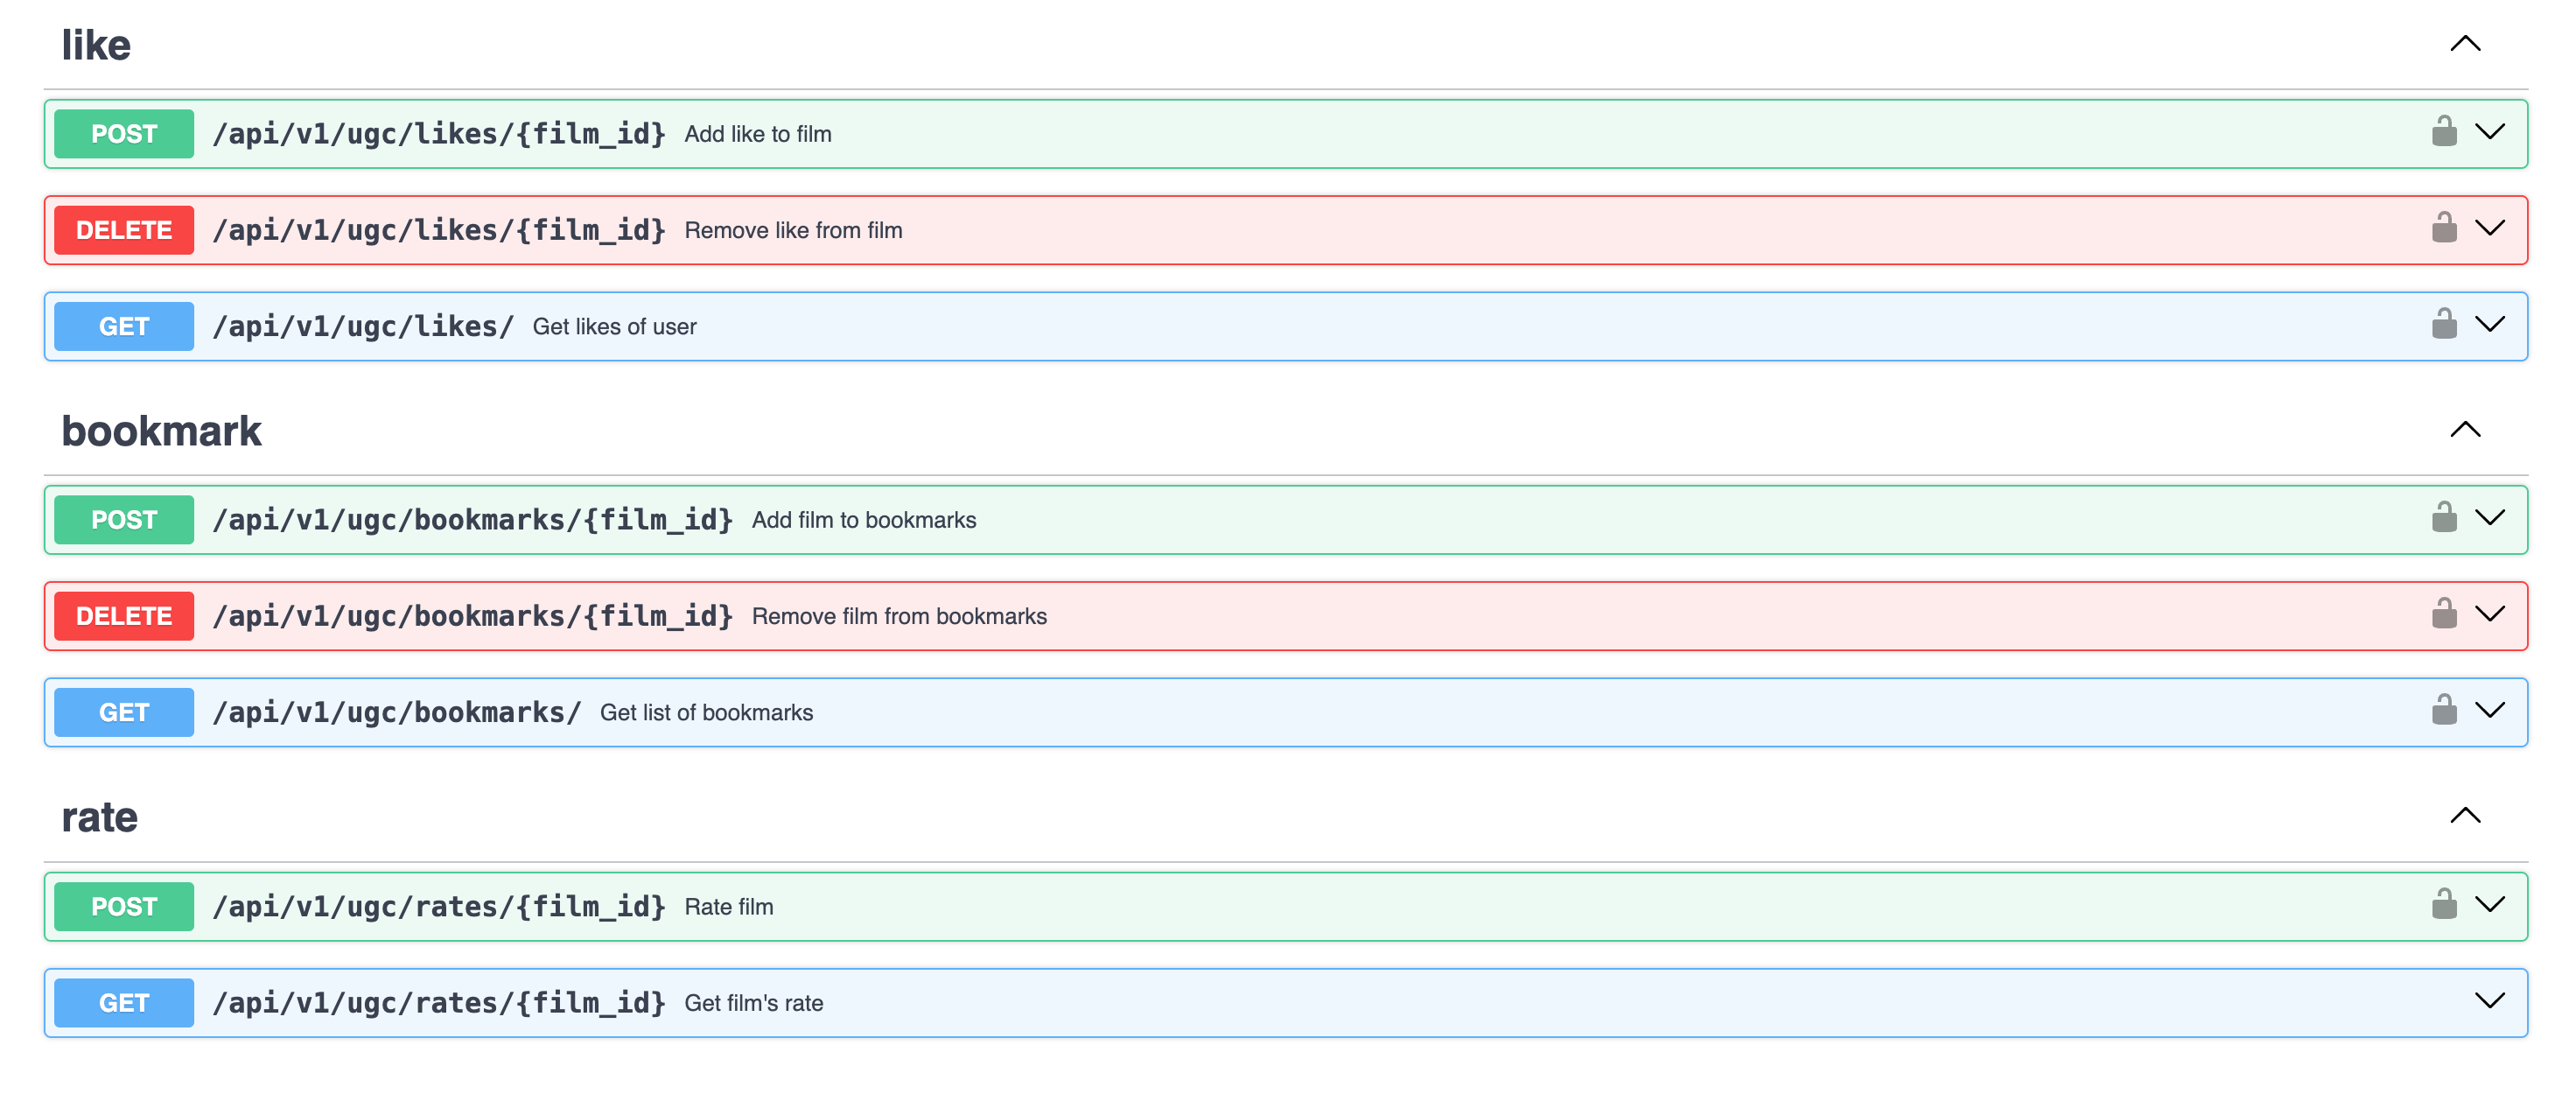 like
POST /api/v1/ugc/likes/{film_id} Add like to film
DELETE /api/v1/ugc/likes/{film_id} Remove like from film
GET /api/v1/ugc/likes/ Get likes of user
bookmark
POST /api/v1/ugc/bookmarks/{film_id} Add film to bookmarks
DELETE /api/v1/ugc/bookmarks/{film_id} Remove film from bookmarks
GET /api/v1/ugc/bookmarks/ Get list of bookmarks
rate
POST /api/v1/ugc/rates/{film_id} Rate film
GET /api/v1/ugc/rates/{film_id} Get film's rate